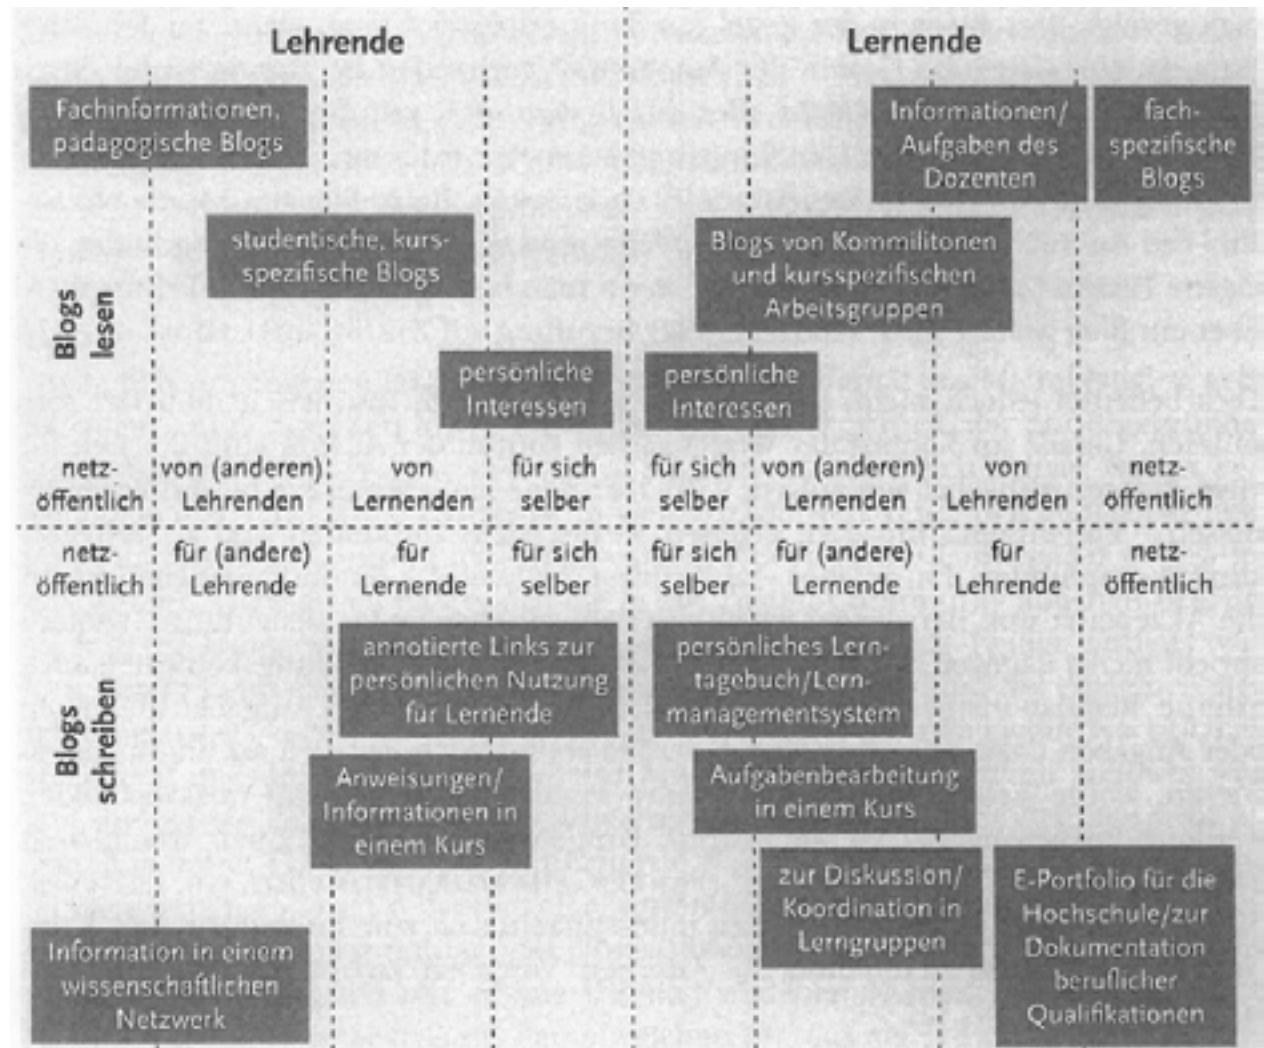 Lehrende
Lernende
Fachinformationen,
pädagogische Blogs
Informationen/
Aufgaben des
Dozenten
fach-
spezifische
Blogs
studentische, kurs-
spezifische Blogs
Blogs von Kommilitonen
und kursspezifischen
Arbeitsgruppen
Blogs
lesen
persönliche
Interessen
persönliche
Interessen
netz-
öffentlich
von (anderen)
Lehrenden
von
Lernenden
für sich
selber
für sich
selber
von (anderen)
Lernenden
von
Lehrenden
netz-
öffentlich
netz-
öffentlich
für (andere)
Lehrende
für
Lernende
für sich
selber
für sich
selber
für (andere)
Lernende
für
Lehrende
netz-
öffentlich
Blogs
schreiben
annotierte Links zur
persönlichen Nutzung
für Lernende
persönliches Lern-
tagebuch/Lern-
managementsystem
Anweisungen/
Informationen in
einem Kurs
Aufgabenbearbeitung
in einem Kurs
zur Diskussion/
Koordination in
Lerngruppen
E-Portfolio für die
Hochschule/zur
Dokumentation
beruflicher
Qualifikationen
Information in einem
wissenschaftlichen
Netzwerk